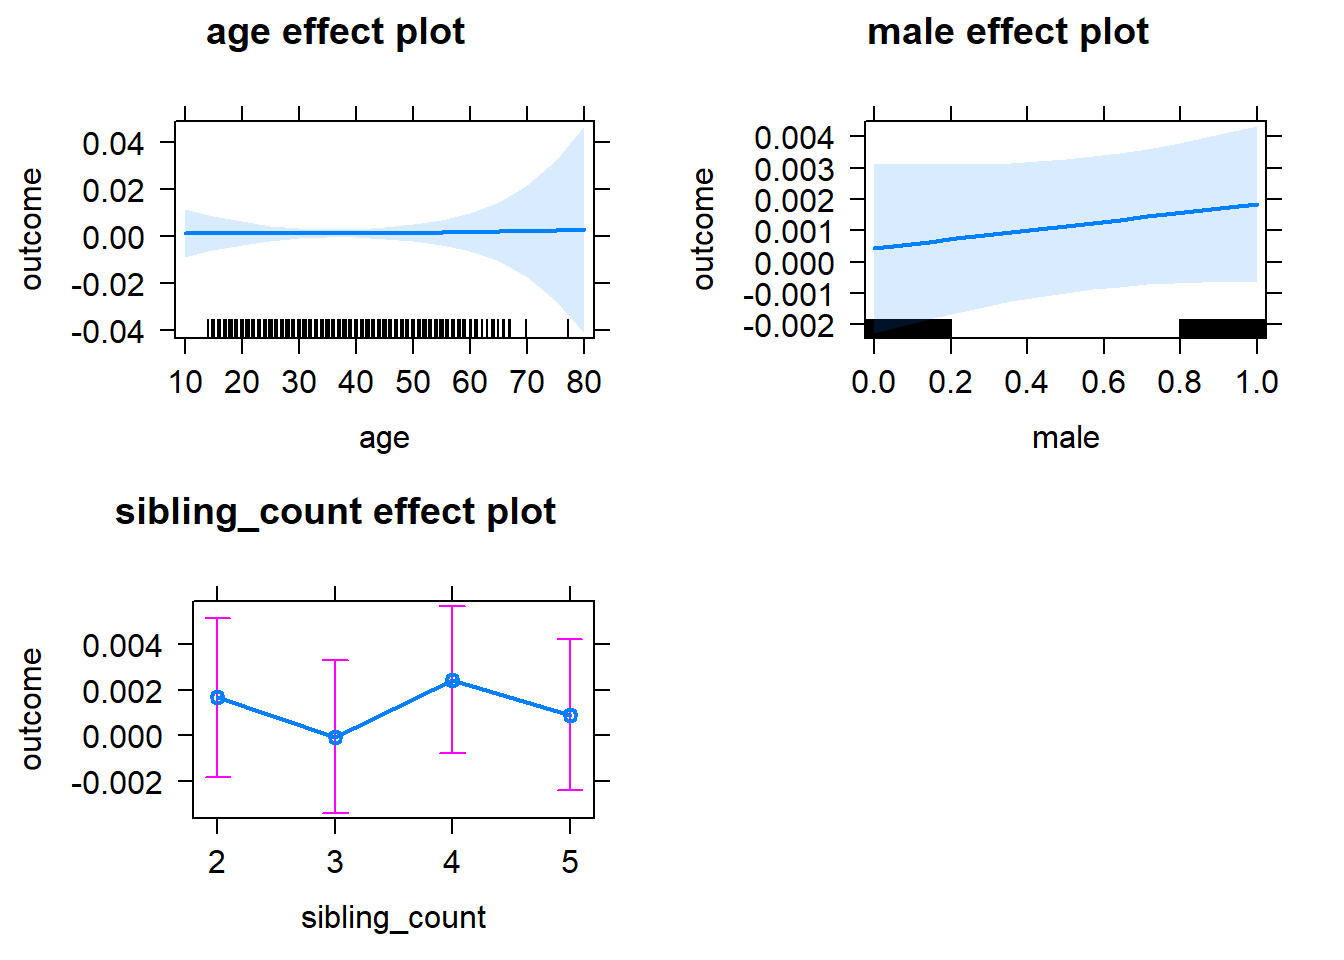 age effect plot
outcome
0.04
0.02
0.00
-0.02
-0.04
10 20 30 40 50 60 70 80
age
male effect plot
outcome
0.004
0.003
0.002
0.001
0.000
-0.001
-0.002
0.0 0.2 0.4 0.6 0.8 1.0
male
sibling_count effect plot
outcome
0.004
0.002
0.000
-0.002
2 3 4 5
sibling_count